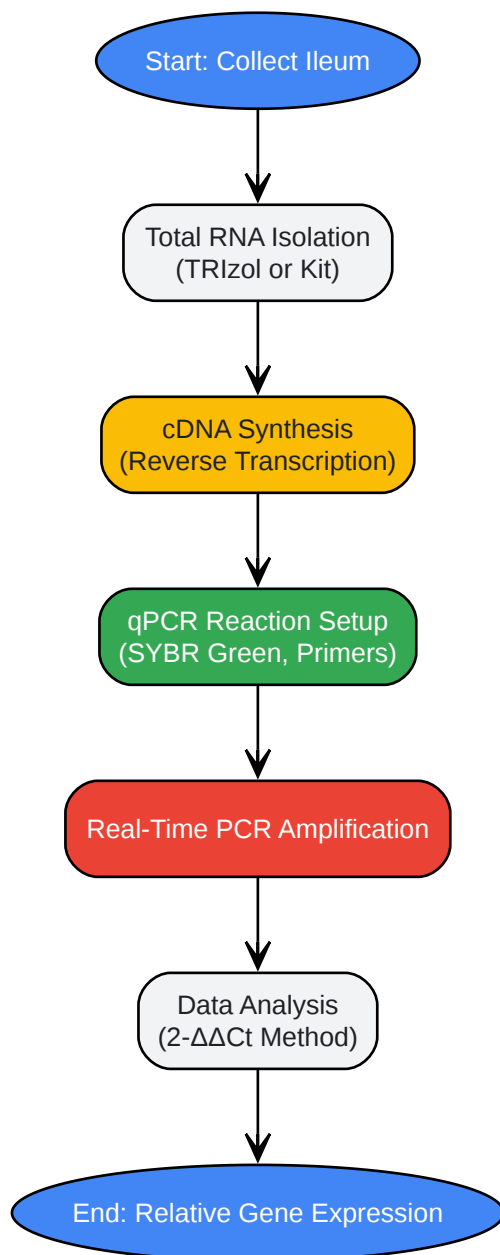 Start: Collect Ileum
Total RNA Isolation
(TRIzol or Kit)
cDNA Synthesis
(Reverse Transcription)
qPCR Reaction Setup
(SYBR Green, Primers)
Real-Time PCR Amplification
Data Analysis
(2-ΔΔCt Method)
End: Relative Gene Expression